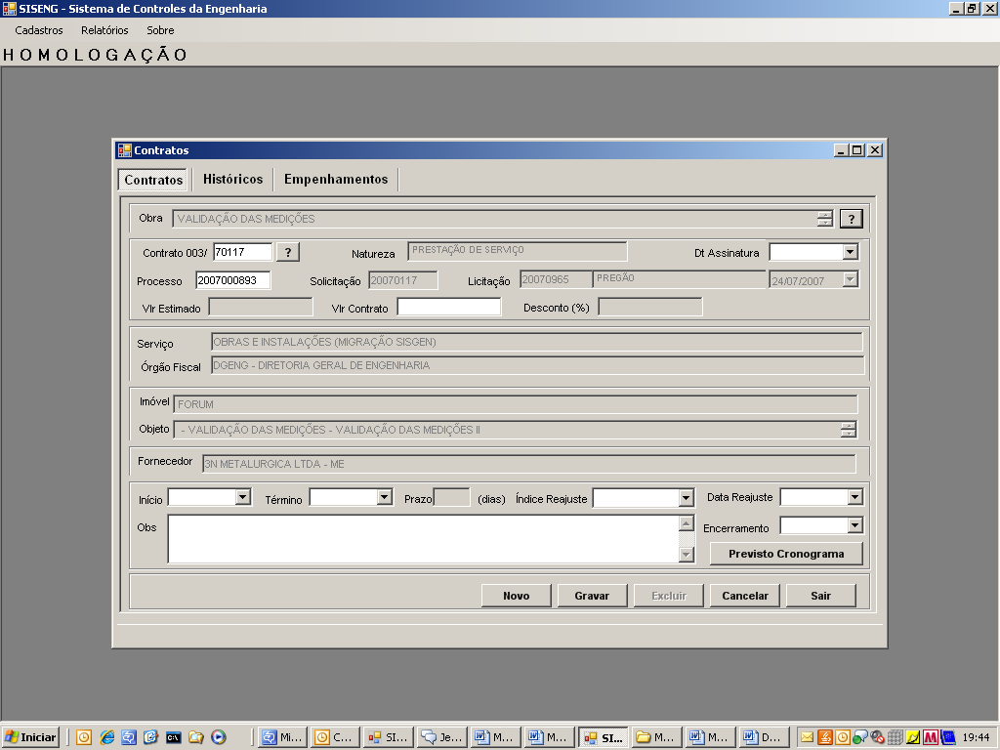 SISENG - Sistema de Controles da Engenharia
Cadastros Relatórios Sobre
HOMOLOGAÇÃO
Contratos
Contratos Históricos Empenhamentos
Obra VALIDAÇÃO DAS MEDIÇÕES ?
Contrato 003/ 70117 ? Natureza PRESTAÇÃO DE SERVIÇO Dt Assinatura
Processo 2007000893 Solicitação 20070117 Licitação 20070965 PREGÃO 24/07/2007
Vlr Estimado Vlr Contrato Desconto (%)
Serviço OBRAS E INSTALAÇÕES (MIGRAÇÃO SISGEN)
Órgão Fiscal DGENG - DIRETORIA GERAL DE ENGENHARIA
Imóvel FORUM
Objeto - VALIDAÇÃO DAS MEDIÇÕES - VALIDAÇÃO DAS MEDIÇÕES II
Fornecedor 3N METALURGICA LTDA - ME
Início Término Prazo (dias) Índice Reajuste Data Reajuste
Obs Encerramento
Previsto Cronograma
Novo Gravar Excluir Cancelar Sair
Iniciar Mi... C... SI... Je... M... M... SI... M... M... D... 19:44